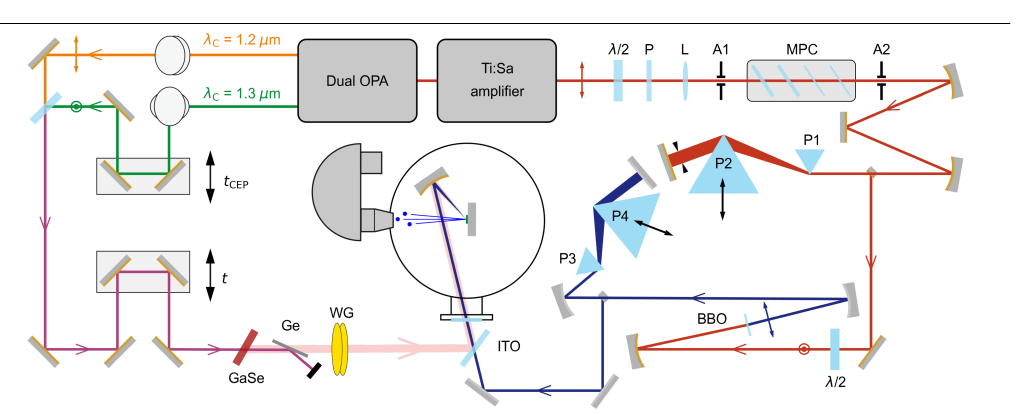 λC = 1.2 μm
λC = 1.3 μm
Dual OPA
Ti:Sa
amplifier
λ/2
P
L
A1
MPC
A2
P1
P2
P4
P3
tCEP
t
WG
Ge
GaSe
ITO
BBO
λ/2